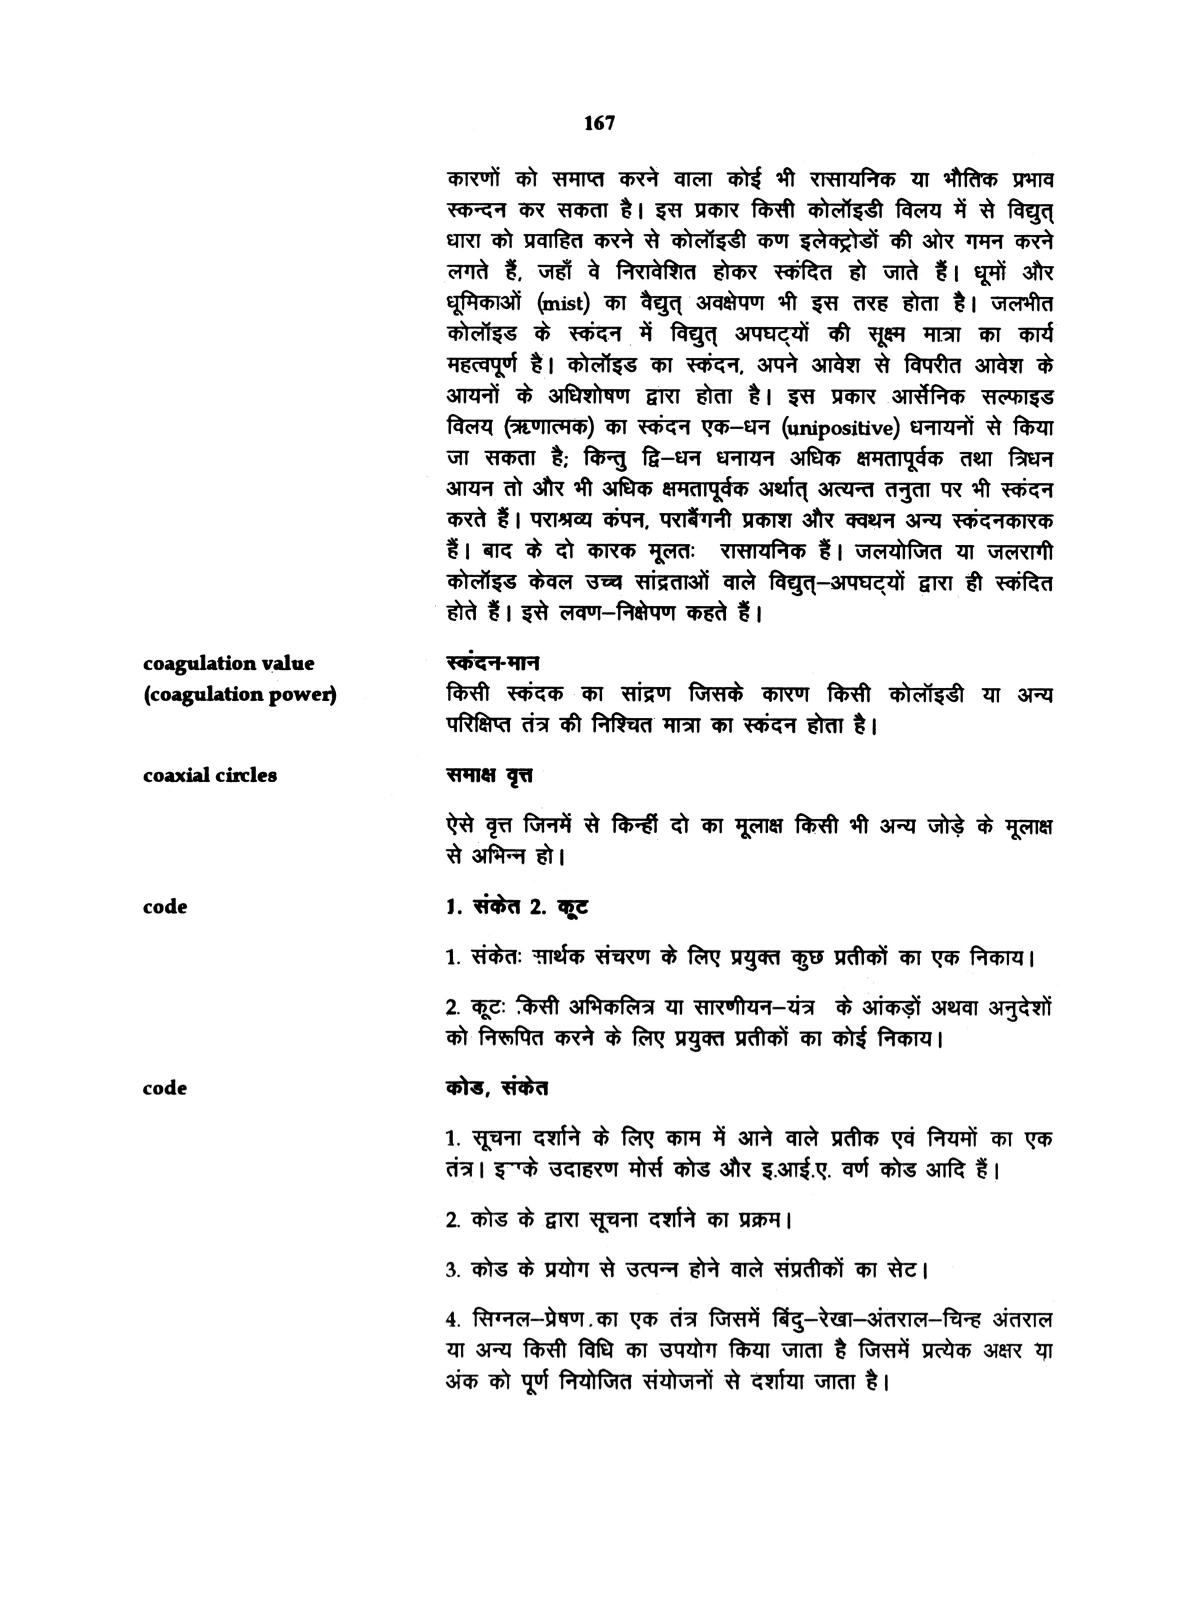 167
कारणों को समाप्त करने वाला कोई भी रासायनिक या भौतिक प्रभाव
स्कन्दन कर सकता है। इस प्रकार किसी कोलॉइडी विलय में से विद्युत्
धारा को प्रवाहित करने से कोलॉइडी कण इलेक्ट्रोडों की ओर गमन करने
लगते हैं, जहाँ वे निरावेशित होकर स्कंदित हो जाते हैं। धूमों और
धूमिकाओं (mist) का वैद्युत् अवक्षेपण भी इस तरह होता है। जलभीत
कोलॉइड के स्कंदन में विद्युत् अपघट्यों की सूक्ष्म मात्रा का कार्य
महत्वपूर्ण है। कोलॉइड का स्कंदन, अपने आवेश से विपरीत आवेश के
आयनों के अधिशोषण द्वारा होता है। इस प्रकार आर्सेनिक सल्फाइड
विलय (ऋणात्मक) का स्कंदन एक–धन (unipositive) धनायनों से किया
जा सकता है; किन्तु द्वि–धन धनायन अधिक क्षमतापूर्वक तथा त्रिधन
आयन तो और भी अधिक क्षमतापूर्वक अर्थात् अत्यन्त तनुता पर भी स्कंदन
करते हैं। पराश्रव्य कंपन, पराबैंगनी प्रकाश और क्वथन अन्य स्कंदनकारक
हैं। बाद के दो कारक मूलतः रासायनिक हैं। जलयोजित या जलरागी
कोलॉइड केवल उच्च सांद्रताओं वाले विद्युत्–अपघट्यों द्वारा ही स्कंदित
होते हैं। इसे लवण–निक्षेपण कहते हैं।
coagulation value स्कंदन-मान
(coagulation power) किसी स्कंदक का सांद्रण जिसके कारण किसी कोलॉइडी या अन्य
परिक्षिप्त तंत्र की निश्चित मात्रा का स्कंदन होता है।
coaxial circles समाक्ष वृत्त
ऐसे वृत्त जिनमें से किन्हीं दो का मूलाक्ष किसी भी अन्य जोड़े के मूलाक्ष
से अभिन्न हो।
code 1. संकेत 2. कूट
1. संकेतः सार्थक संचरण के लिए प्रयुक्त कुछ प्रतीकों का एक निकाय।
2. कूटः किसी अभिकलित्र या सारणीयन–यंत्र के आंकड़ों अथवा अनुदेशों
को निरूपित करने के लिए प्रयुक्त प्रतीकों का कोई निकाय।
code कोड, संकेत
1. सूचना दर्शाने के लिए काम में आने वाले प्रतीक एवं नियमों का एक
तंत्र। उदाहरण मोर्स कोड और इ.आई.ए. वर्ण कोड आदि हैं।
2. कोड के द्वारा सूचना दर्शाने का प्रक्रम।
3. कोड के प्रयोग से उत्पन्न होने वाले संप्रतीकों का सेट।
4. सिग्नल–प्रेषण का एक तंत्र जिसमें बिंदु–रेखा–अंतराल–चिन्ह अंतराल
या अन्य किसी विधि का उपयोग किया जाता है जिसमें प्रत्येक अक्षर या
अंक को पूर्ण नियोजित संयोजनों से दर्शाया जाता है।